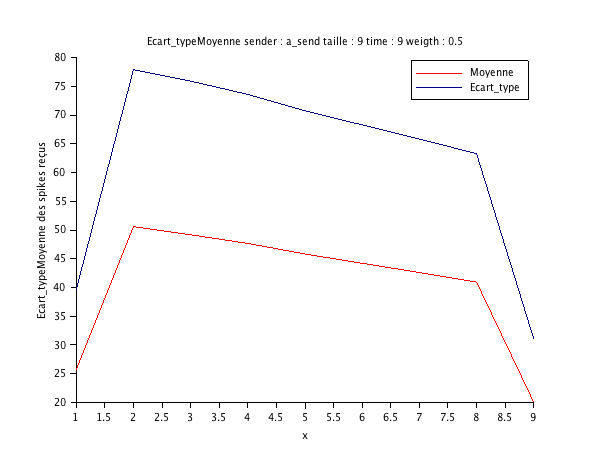 Ecart_typeMoyenne sender : a_send taille : 9 time : 9 weigth : 0.5
Moyenne
Ecart_type
Ecart_typeMoyenne des spikes reçus
80
75
70
65
60
55
50
45
40
35
30
25
20
1 1.5 2 2.5 3 3.5 4 4.5 5 5.5 6 6.5 7 7.5 8 8.5 9
x